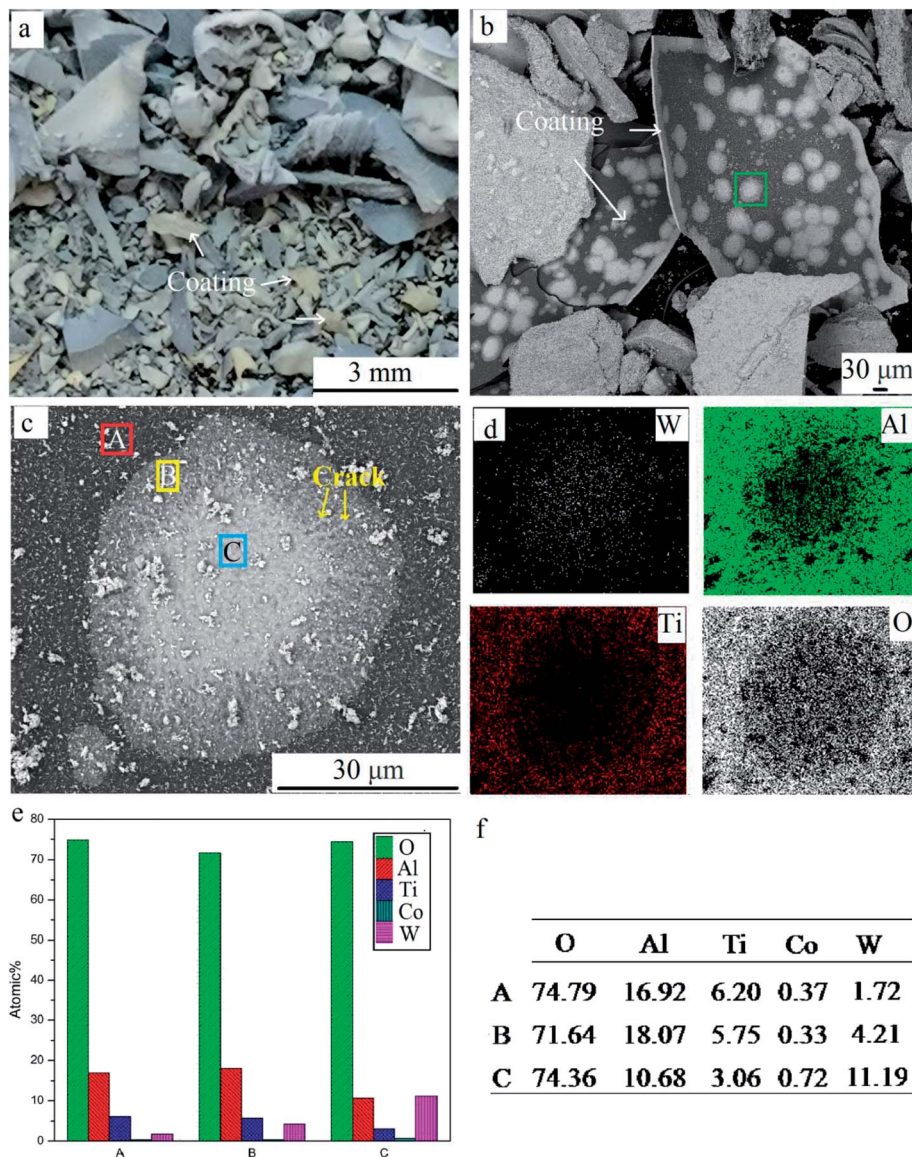 a
Coating
3 mm
b
Coating
30 μm
c
A
B
Crack
C
30 μm
d
W
Al
Ti
O
e
80
70
60
50
40
30
20
10
0
Atomic%
O
Al
Ti
Co
W
A
B
C
f
O Al Ti Co W
A 74.79 16.92 6.20 0.37 1.72
B 71.64 18.07 5.75 0.33 4.21
C 74.36 10.68 3.06 0.72 11.19